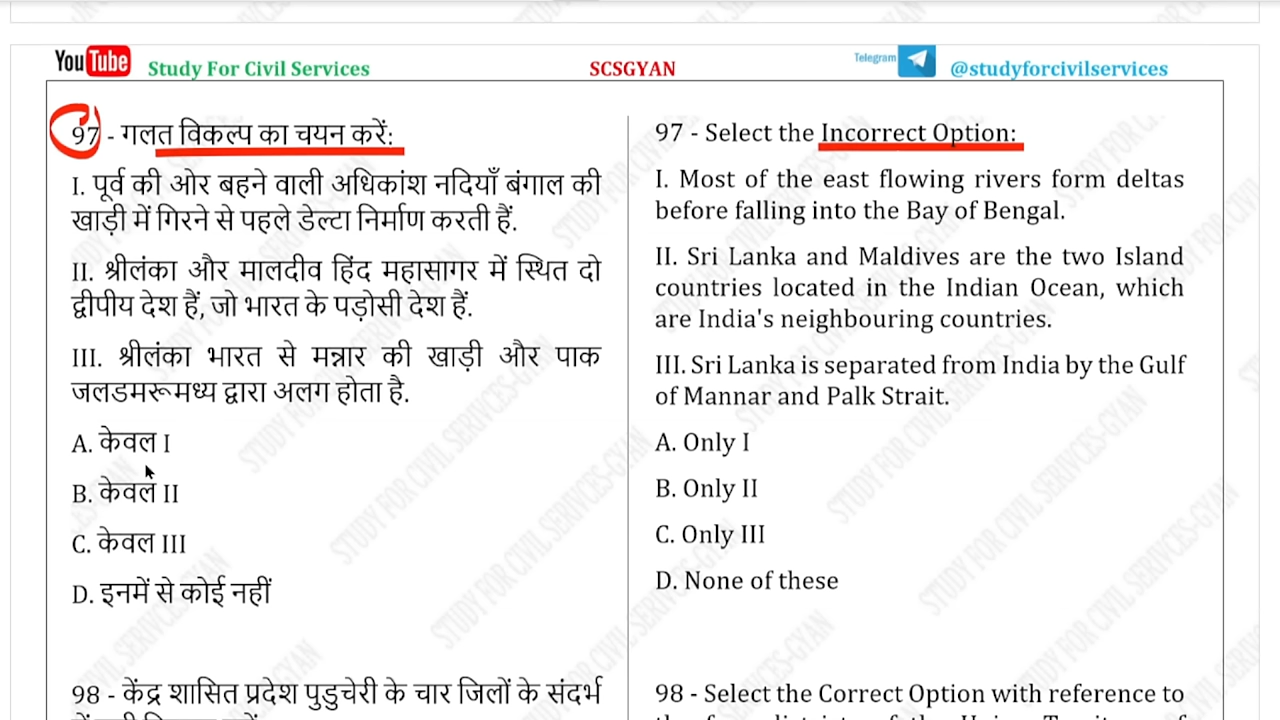 YouTube Study For Civil Services SCSGYAN Telegram @studyforcivilservices
97 - गलत विकल्प का चयन करें:
I. पूर्व की ओर बहने वाली अधिकांश नदियाँ बंगाल की
खाड़ी में गिरने से पहले डेल्टा निर्माण करती हैं.
II. श्रीलंका और मालदीव हिंद महासागर में स्थित दो
द्वीपीय देश हैं, जो भारत के पड़ोसी देश हैं.
III. श्रीलंका भारत से मन्नार की खाड़ी और पाक
जलडमरूमध्य द्वारा अलग होता है.
A. केवल I
B. केवल II
C. केवल III
D. इनमें से कोई नहीं
98 - केंद्र शासित प्रदेश पुडुचेरी के चार जिलों के संदर्भ
97 - Select the Incorrect Option:
I. Most of the east flowing rivers form deltas
before falling into the Bay of Bengal.
II. Sri Lanka and Maldives are the two Island
countries located in the Indian Ocean, which
are India's neighbouring countries.
III. Sri Lanka is separated from India by the Gulf
of Mannar and Palk Strait.
A. Only I
B. Only II
C. Only III
D. None of these
98 - Select the Correct Option with reference to
STUDY FOR CIVIL SERIVCES-GYAN